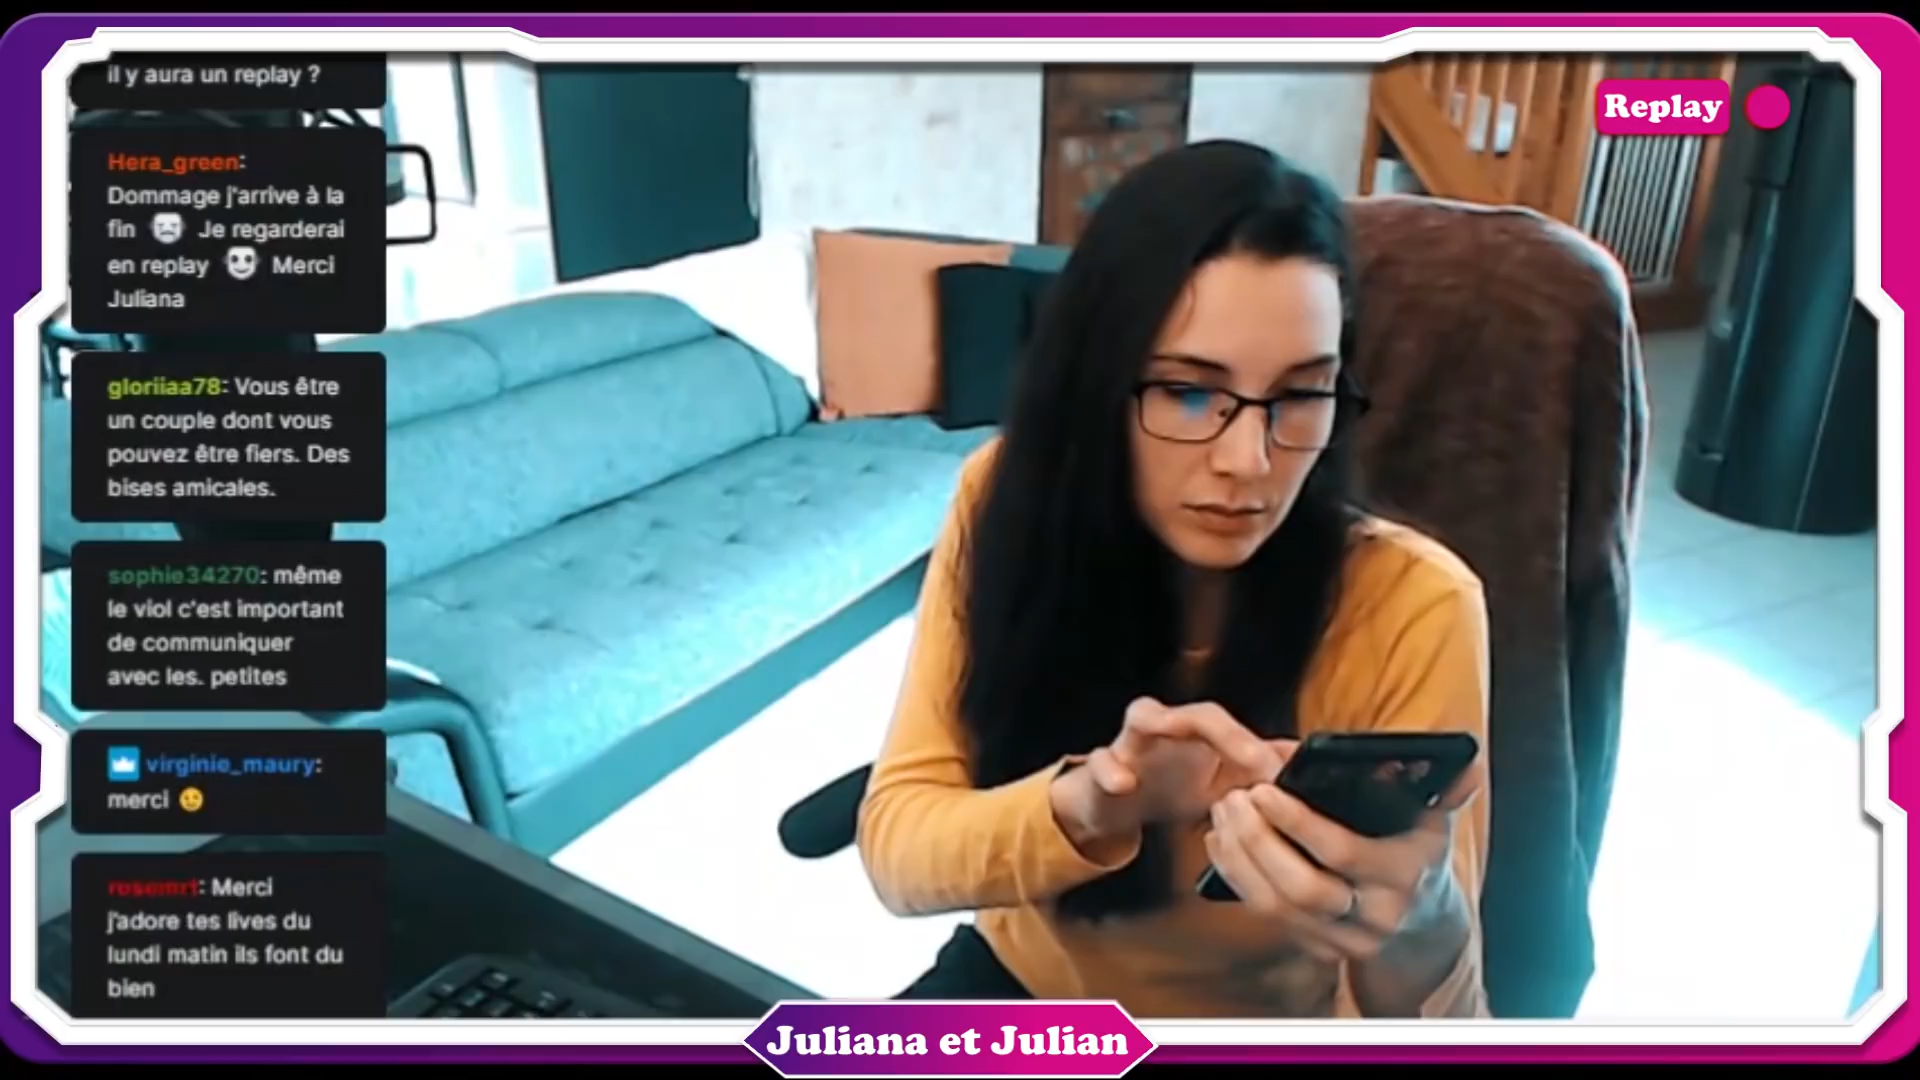 il y aura un replay ?
Replay
Hera_green:
Dommage j'arrive à la
fin Je regarderai
en replay Merci
Juliana
gloriiaa78: Vous être
un couple dont vous
pouvez être fiers. Des
bises amicales.
sophie34270: même
le viol c'est important
de communiquer
avec les. petites
virginie_maury:
merci
rosemrt: Merci
j'adore tes lives du
lundi matin ils font du
bien
Juliana et Julian